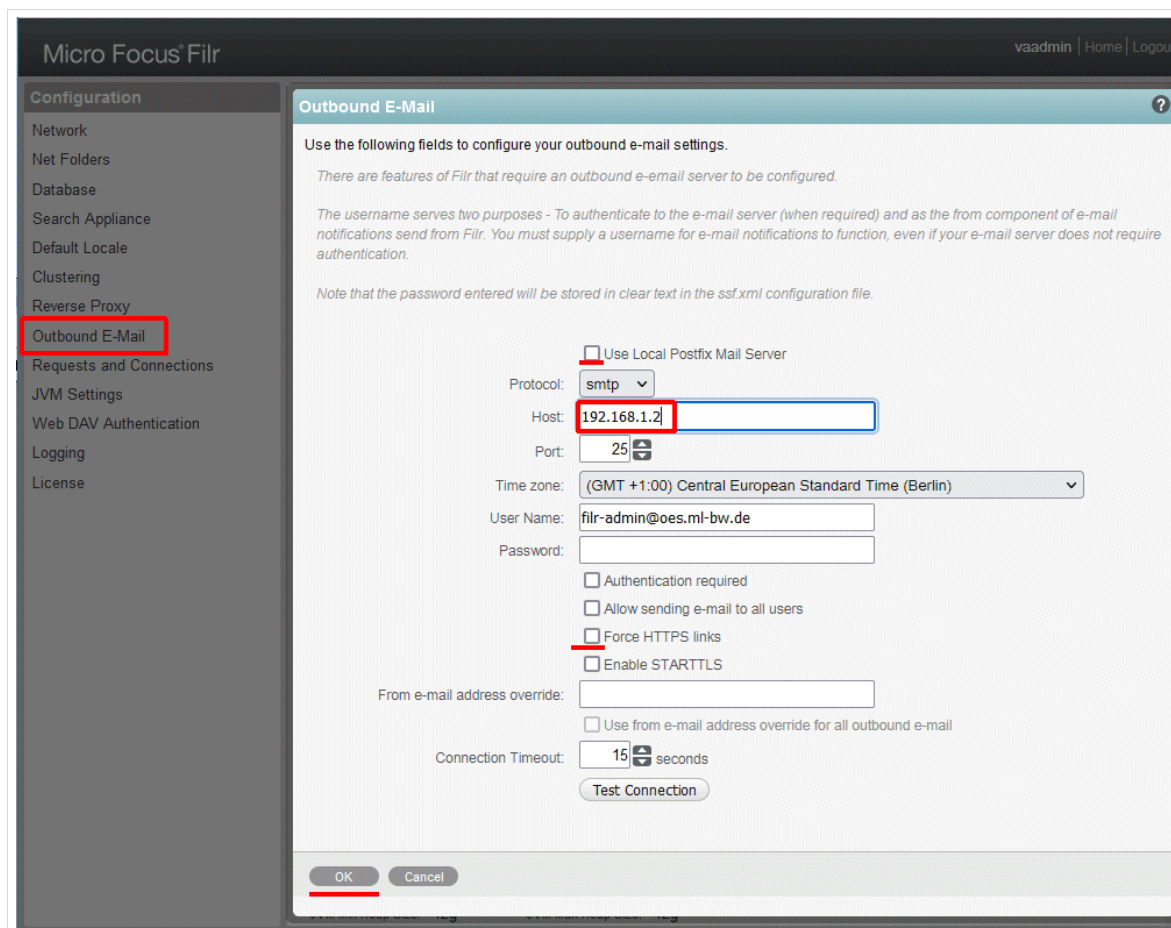 Micro Focus® Filr
vaadmin | Home | Logou
Configuration
Network
Net Folders
Database
Search Appliance
Default Locale
Clustering
Reverse Proxy
Outbound E-Mail
Requests and Connections
JVM Settings
Web DAV Authentication
Logging
License
Outbound E-Mail
?
Use the following fields to configure your outbound e-mail settings.
There are features of Filr that require an outbound e-email server to be configured.
The username serves two purposes - To authenticate to the e-mail server (when required) and as the from component of e-mail
notifications send from Filr. You must supply a username for e-mail notifications to function, even if your e-mail server does not require
authentication.
Note that the password entered will be stored in clear text in the ssf.xml configuration file.
Use Local Postfix Mail Server
Protocol: smtp
Host: 192.168.1.2
Port: 25
Time zone: (GMT +1:00) Central European Standard Time (Berlin)
User Name: filr-admin@oes.ml-bw.de
Password:
Authentication required
Allow sending e-mail to all users
Force HTTPS links
Enable STARTTLS
From e-mail address override:
Use from e-mail address override for all outbound e-mail
Connection Timeout: 15 seconds
Test Connection
OK Cancel